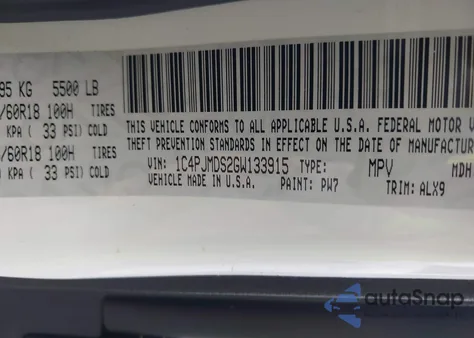 95 KG 5500 LB
/60R18 100H TIRES
KPA ( 33 PSI) COLD
/60R18 100H TIRES
KPA ( 33 PSI) COLD
THIS VEHICLE CONFORMS TO ALL APPLICABLE U.S.A. FEDERAL MOTOR
THEFT PREVENTION STANDARDS IN EFFECT ON THE DATE OF MANUFACTUR
VIN: 1C4PJMDS2GW133915 TYPE: MPV MDH
VEHICLE MADE IN U.S.A. PAINT: PW7 TRIM: ALX9
autoSnap